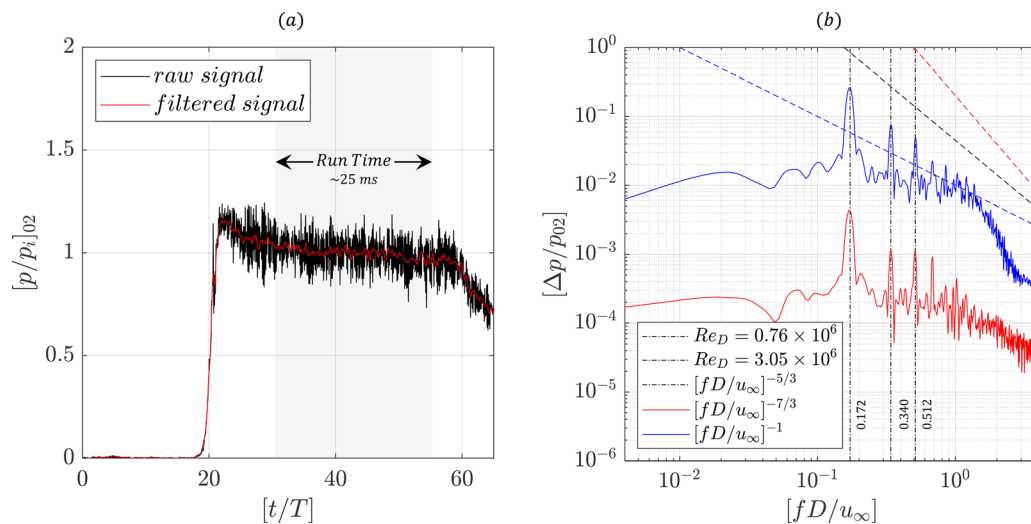 (a)
2
1.5
1
0.5
0
[p/p_i]_02
raw signal
filtered signal
Run Time
~25 ms
0 20 40 60
[t/T]
(b)
10^0
10^-1
10^-2
10^-3
10^-4
10^-5
10^-6
[Δp/p_02]
Re_D = 0.76 × 10^6
Re_D = 3.05 × 10^6
[fD/u_∞]^-5/3
[fD/u_∞]^-7/3
[fD/u_∞]^-1
0.172
0.340
0.512
10^-2 10^-1 10^0
[fD/u_∞]